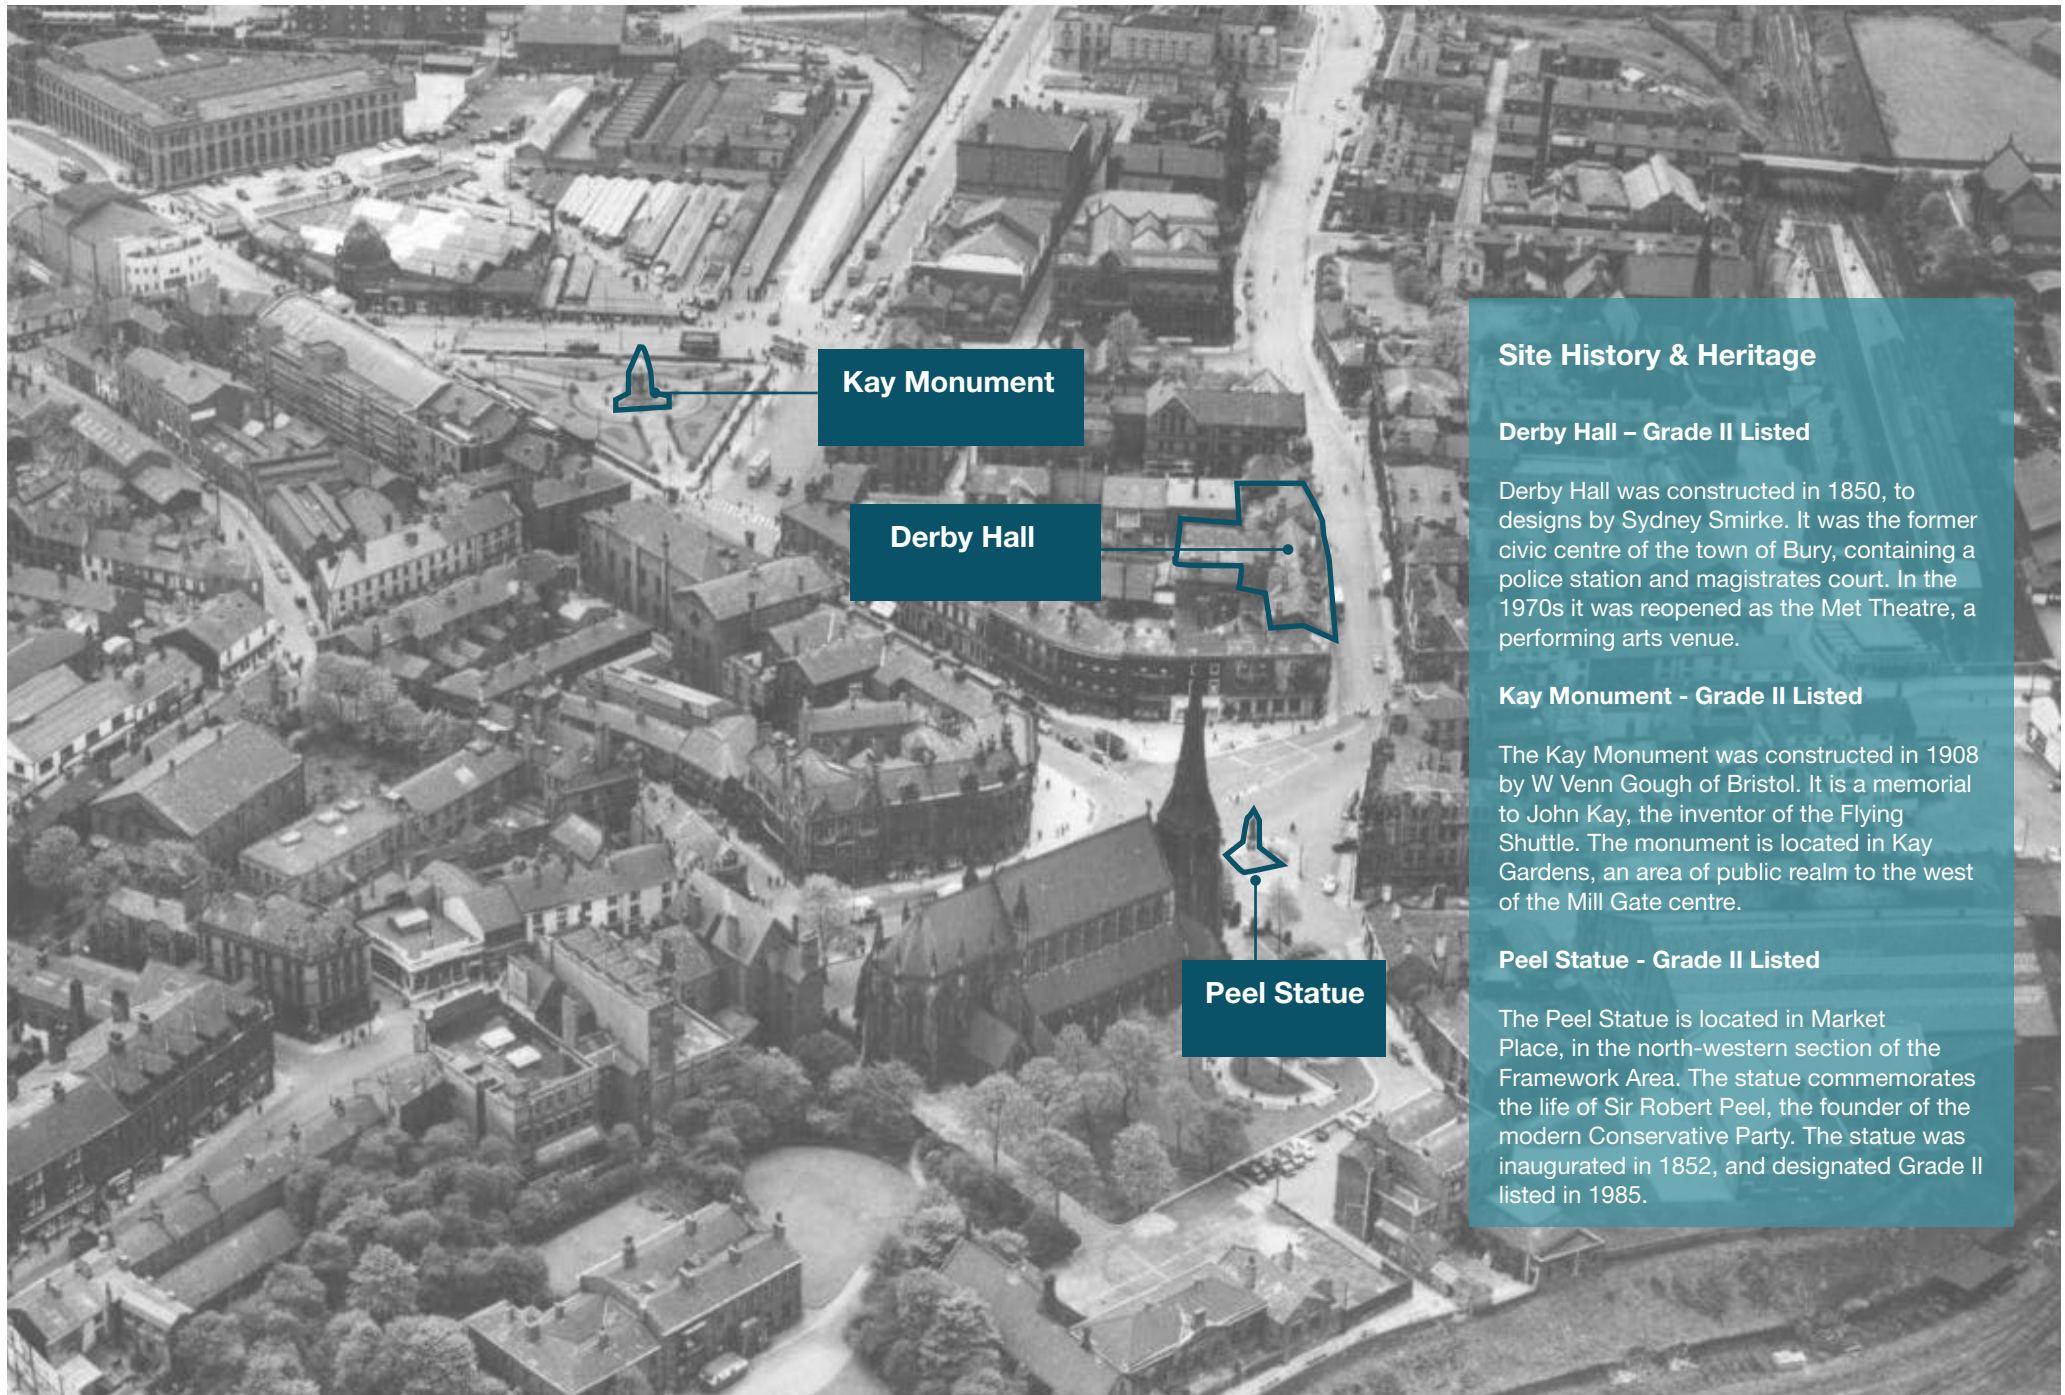 Kay Monument
Derby Hall
Peel Statue
Site History & Heritage
Derby Hall – Grade II Listed
Derby Hall was constructed in 1850, to
designs by Sydney Smirke. It was the former
civic centre of the town of Bury, containing a
police station and magistrates court. In the
1970s it was reopened as the Met Theatre, a
performing arts venue.
Kay Monument - Grade II Listed
The Kay Monument was constructed in 1908
by W Venn Gough of Bristol. It is a memorial
to John Kay, the inventor of the Flying
Shuttle. The monument is located in Kay
Gardens, an area of public realm to the west
of the Mill Gate centre.
Peel Statue - Grade II Listed
The Peel Statue is located in Market
Place, in the north-western section of the
Framework Area. The statue commemorates
the life of Sir Robert Peel, the founder of the
modern Conservative Party. The statue was
inaugurated in 1852, and designated Grade II
listed in 1985.